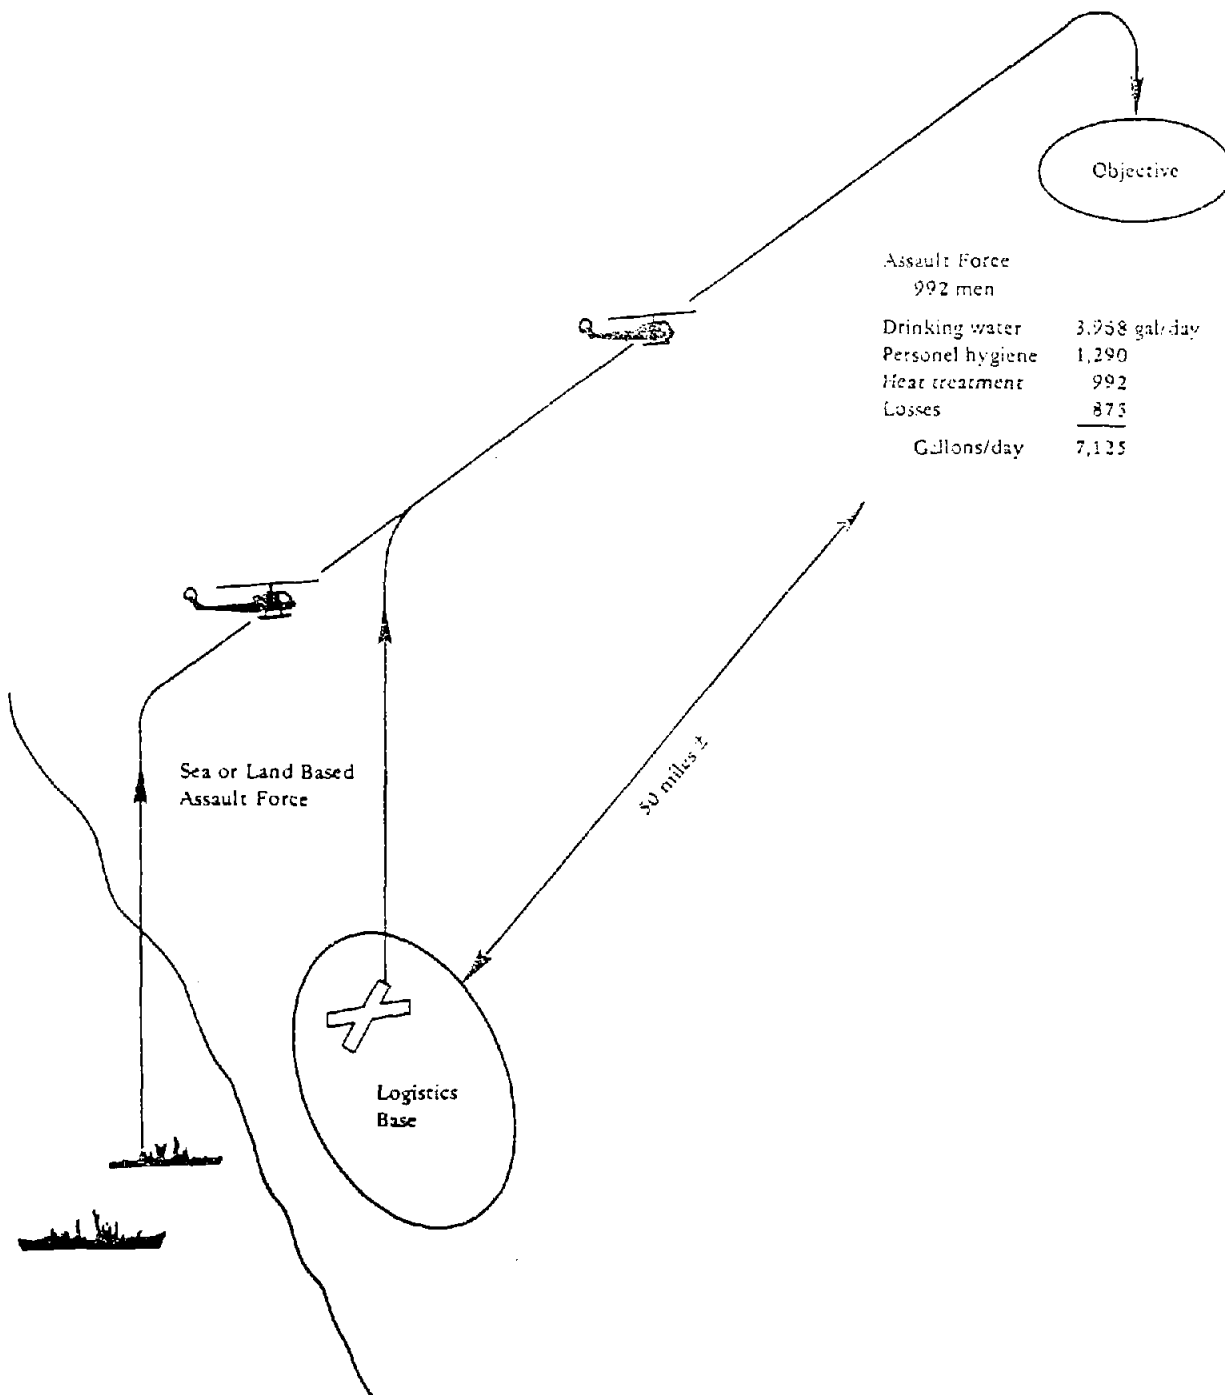 Objective
Assault Force
992 men
Drinking water 3,968 gal/day
Personel hygiene 1,290
Heat treatment 992
Losses 875
Gallons/day 7,125
Sea or Land Based
Assault Force
50 miles ±
Logistics
Base